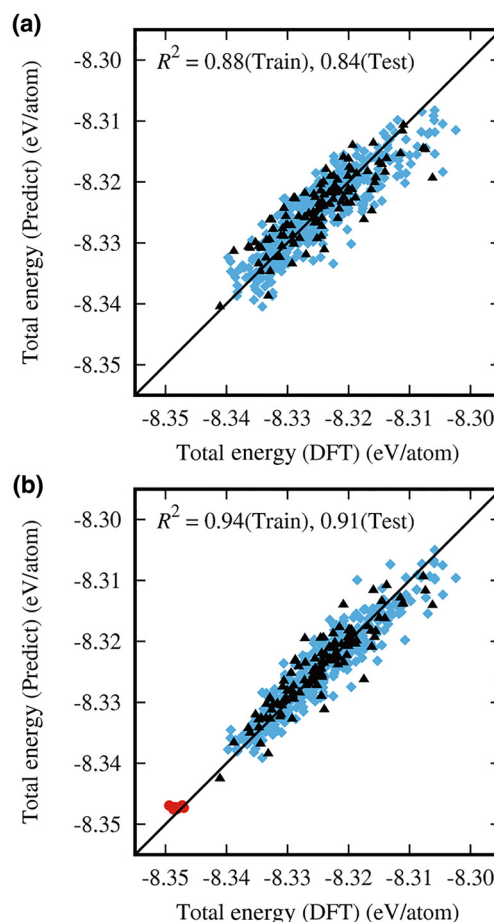 (a)
R² = 0.88(Train), 0.84(Test)
Total energy (Predict) (eV/atom)
-8.30
-8.31
-8.32
-8.33
-8.34
-8.35
-8.35 -8.34 -8.33 -8.32 -8.31 -8.30
Total energy (DFT) (eV/atom)
(b)
R² = 0.94(Train), 0.91(Test)
Total energy (Predict) (eV/atom)
-8.30
-8.31
-8.32
-8.33
-8.34
-8.35
-8.35 -8.34 -8.33 -8.32 -8.31 -8.30
Total energy (DFT) (eV/atom)